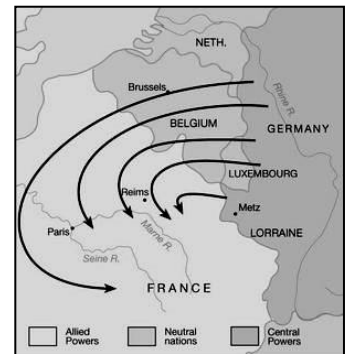 NETH.
Rhine R.
Brussels
BELGIUM
GERMANY
LUXEMBOURG
Reims
Metz
Paris
Marne R.
LORRAINE
Seine R.
FRANCE
Allied Powers
Neutral nations
Central Powers